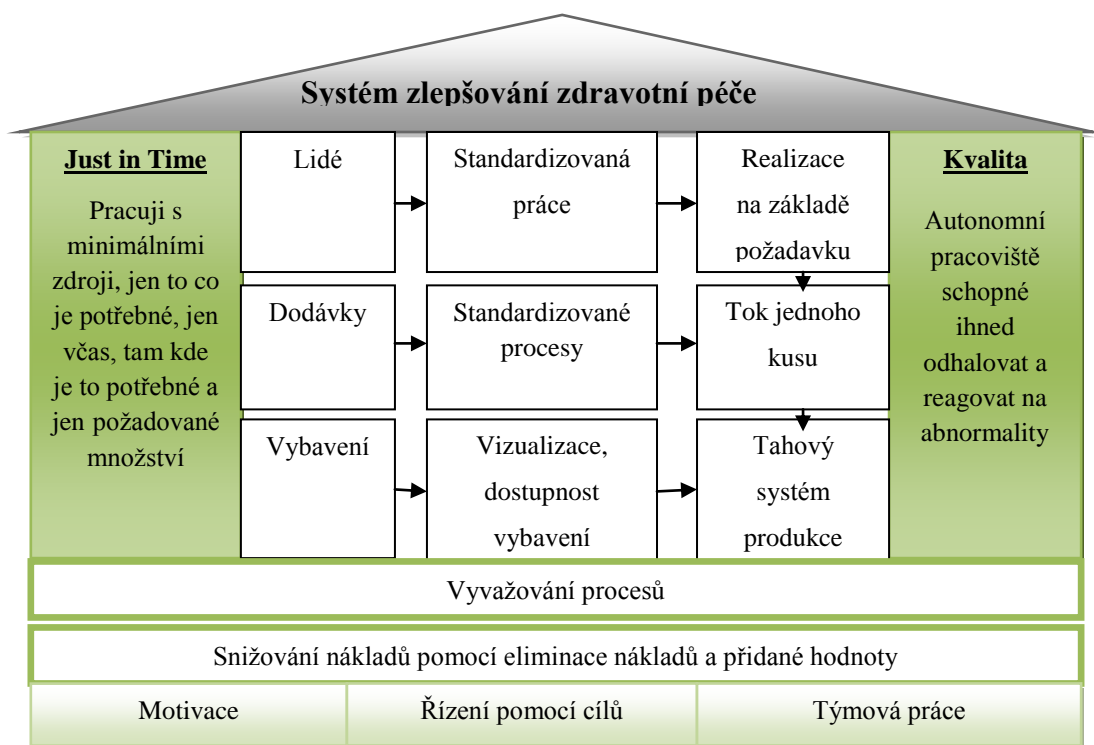 Systém zlepšování zdravotní péče
Just in Time
Pracuji s
minimálními
zdroji, jen to co
je potřebné, jen
včas, tam kde
je to potřebné a
jen požadované
množství
Lidé
Standardizovaná
práce
Realizace
na základě
požadavku
Dodávky
Standardizované
procesy
Tok jednoho
kusu
Vybavení
Vizualizace,
dostupnost
vybavení
Tahový
systém
produkce
Kvalita
Autonomní
pracoviště
schopné
ihned
odhalovat a
reagovat na
abnormality
Vyvažování procesů
Snižování nákladů pomocí eliminace nákladů a přidané hodnoty
Motivace
Řízení pomocí cílů
Týmová práce